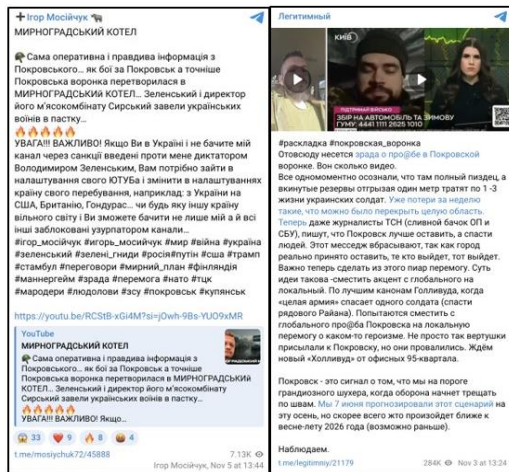 Ігор Мосійчук
МИРНОГРАДСЬКИЙ КОТЕЛ
Сама оперативна і правдива інформація з
Покровського... як бої за Покровськ а точніше
Покровська воронка перетворилася в
МИРНОГРАДСЬКИЙ КОТЕЛ... Зеленський і директор
його м'ясокомбінату Сирський завели українських
воїнів в пастку...
УВАГА!!! ВАЖЛИВО! Якщо Ви в Україні і не бачите мій
канал через санкції введені проти мене диктатором
Володимиром Зеленським, Вам потрібно зайти в
налаштування свого ЮТУБа і змінити в налаштуваннях
країну свого перебування, наприклад: з України на
США, Британію, Гондурас... чи будь яку іншу країну
вільного світу і Ви зможете бачити не лише мій а й всі
інші заблоковані узурпатором канали...
#ігор_мосійчук #игорь_мосийчук #мир #війна #україна
#зеленський #зелені_гниди #росія #путін #сша #трамп
#стамбул #переговори #мирний_план #фінляндія
#маннергейм #зрада #перемога #нато #тцк
#мародери #людолови #зсу #покровськ #купянськ
https://youtu.be/RCStB-xGi4M?si=jOwh-9Bs-YUO9xMR
YouTube
МИРНОГРАДСЬКИЙ КОТЕЛ
Сама оперативна і правдива інформація з
Покровського... як бої за Покровськ а точніше
Покровська воронка перетворилася в МИРНОГРАДСЬКИЙ
КОТЕЛ... Зеленський і директор його м'ясокомбінату
Сирський завели українських воїнів в пастку...
УВАГА!!! ВАЖЛИВО! Якщо...
33 9 8 4
7.13K
t.me/mosiychuk72/45888
Ігор Мосійчук, Nov 5 at 13:44
Легитимный
КИЇВ
ПІДТРИМАЙ ВІЙСЬКО
ЗБІР НА АВТОМОБІЛЬ ТА ЗИМОВУ
ГУМУ: 4441 1111 2625 1010
#раскладка #покровская_воронка
Отовсюду несется зрада о про@бе в Покровской
воронке. Вон сколько видео.
Все одномоментно осознали, что там полный пиздец, а
вкинутые резервы отгрызая один метр тратят по 1 -3
жизни украинских солдат. Уже потери за неделю
такие, что можно было перекрыть целую область.
Теперь даже журналисты ТСН (сливной бачок ОП и
СБУ), пишут, что Покровск лучше оставить, а спасти
людей. Этот месседж вбрасывают, так как город
реально принято оставить, те кто выйдет, тот выйдет.
Важно теперь сделать из этого пиар перемогу. Суть
идеи такова -сместить акцент с глобального на
локальный. По лучшим канонам Голливуда, когда
«целая армия» спасает одного солдата (спасти
рядового Райана). Попытаются сместить с
глобального про@ба Покровска на локальную
перемогу о каком-то героизме. Не просто так вертушки
присылали к Покровску, но они провалились. Ждём
новый «Холливуд» от офисных 95-квартала.
Покровск - это сигнал о том, что мы на пороге
грандиозного шухера, когда оборона начнет трещать
по швам. Мы 7 июня прогнозировали этот сценарий на
эту осень, но скорее всего жто произойдет ближе к
весне-лету 2026 (возможно раньше).
Наблюдаем.
t.me/legitimniy/21179
284K Nov 3 at 13:24